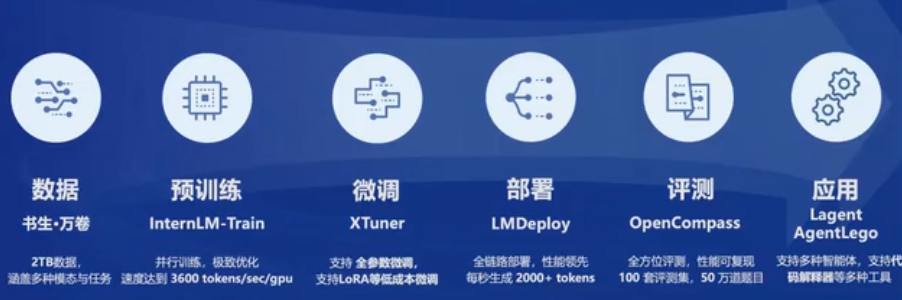 数据
书生·万卷
2TB数据,
涵盖多种模态与任务
预训练
InternLM-Train
并行训练，极致优化
速度达到 3600 tokens/sec/gpu
微调
XTuner
支持 全参数微调,
支持LoRA等低成本微调
部署
LMDeploy
全链路部署，性能领先
每秒生成 2000+ tokens
评测
OpenCompass
全方位评测，性能可复现
100 套评测集，50 万道题目
应用
Lagent
AgentLego
支持多种智能体，支持代
码解释器等多种工具